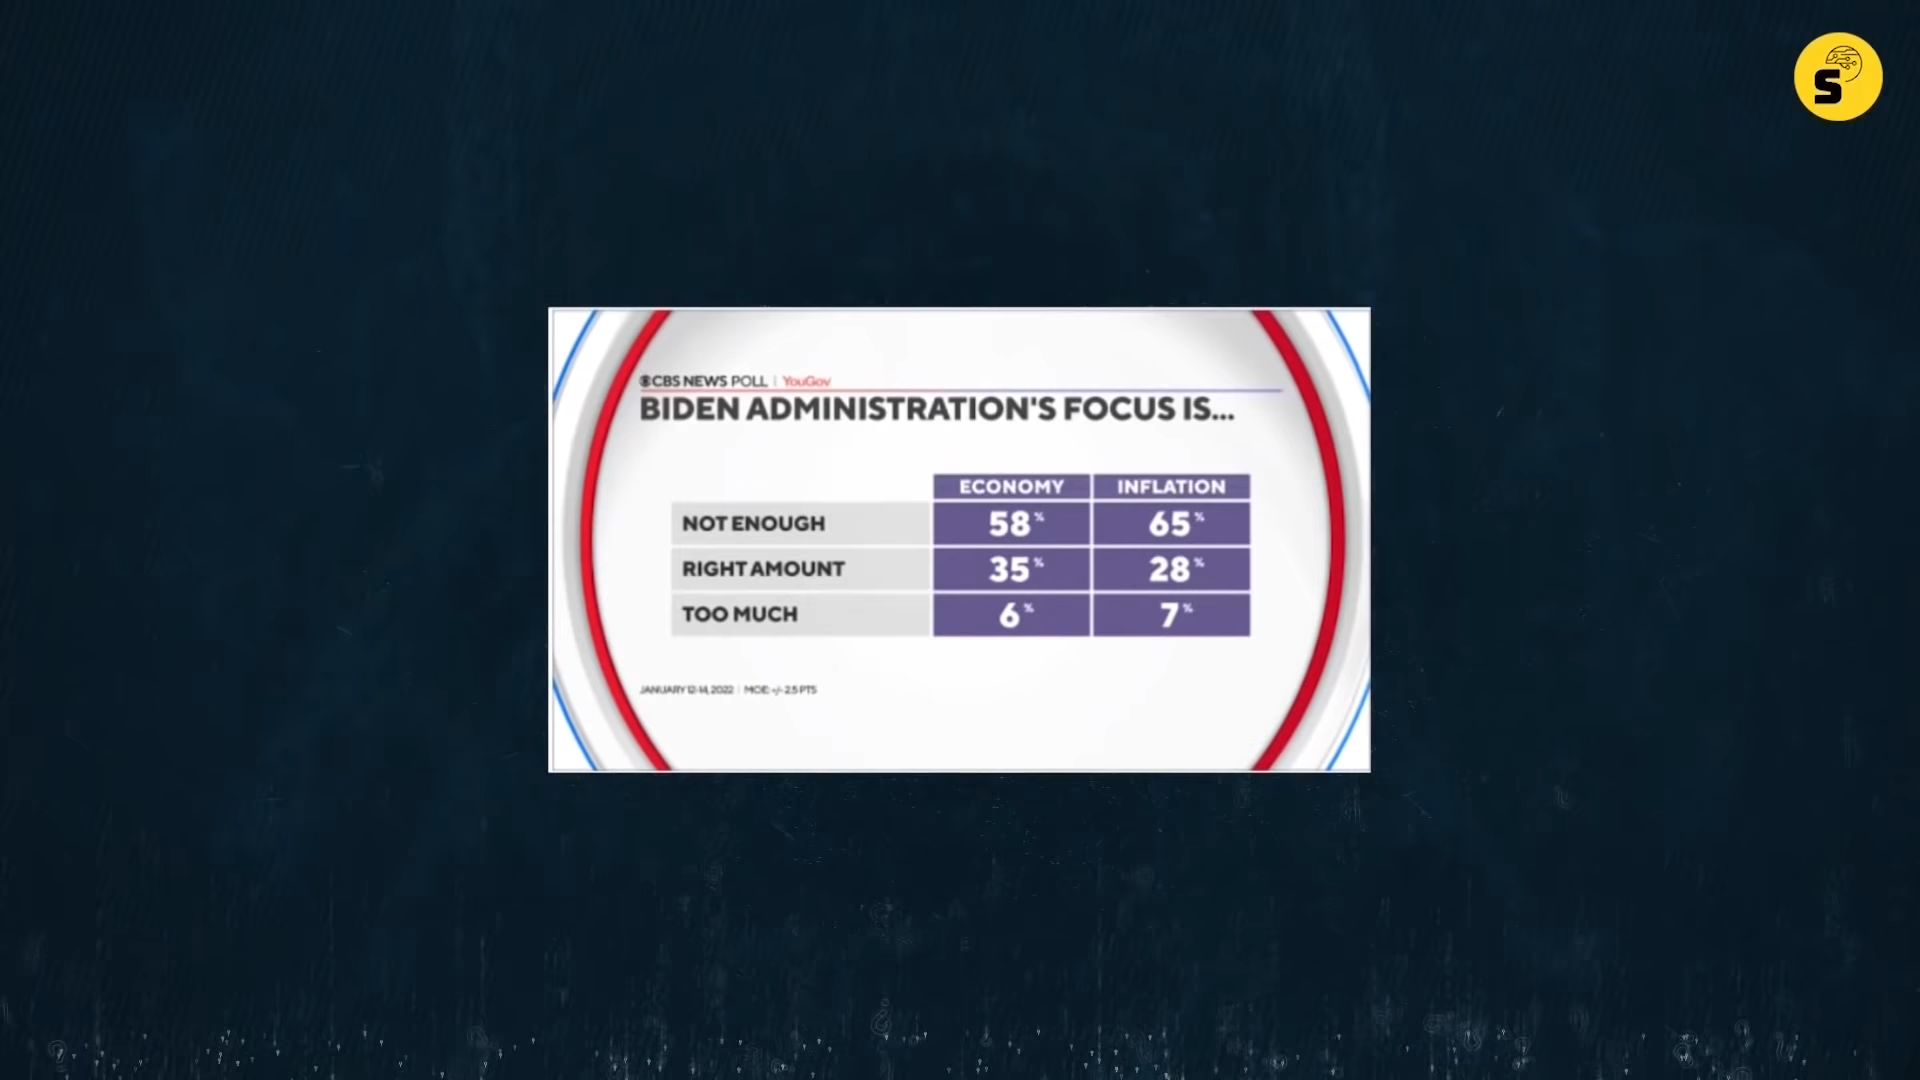 S
CBS NEWS POLL | YouGov
BIDEN ADMINISTRATION'S FOCUS IS...
ECONOMY INFLATION
NOT ENOUGH 58% 65%
RIGHT AMOUNT 35% 28%
TOO MUCH 6% 7%
JANUARY 12-14, 2022 | MOE: +/- 2.5 PTS